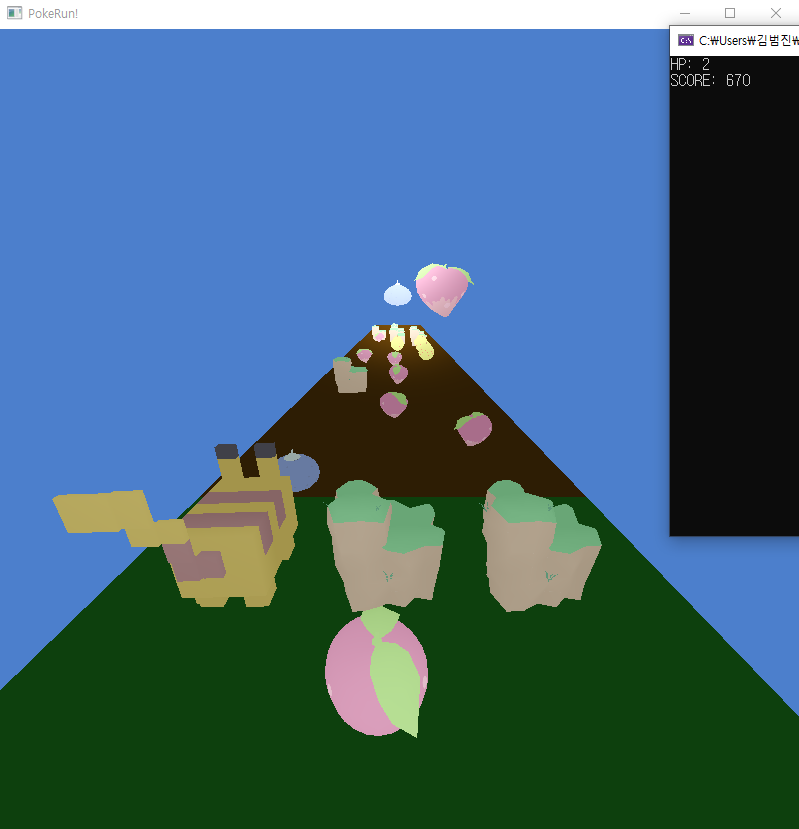 PokeRun!
C:₩Users₩김범진₩
HP: 2
SCORE: 670